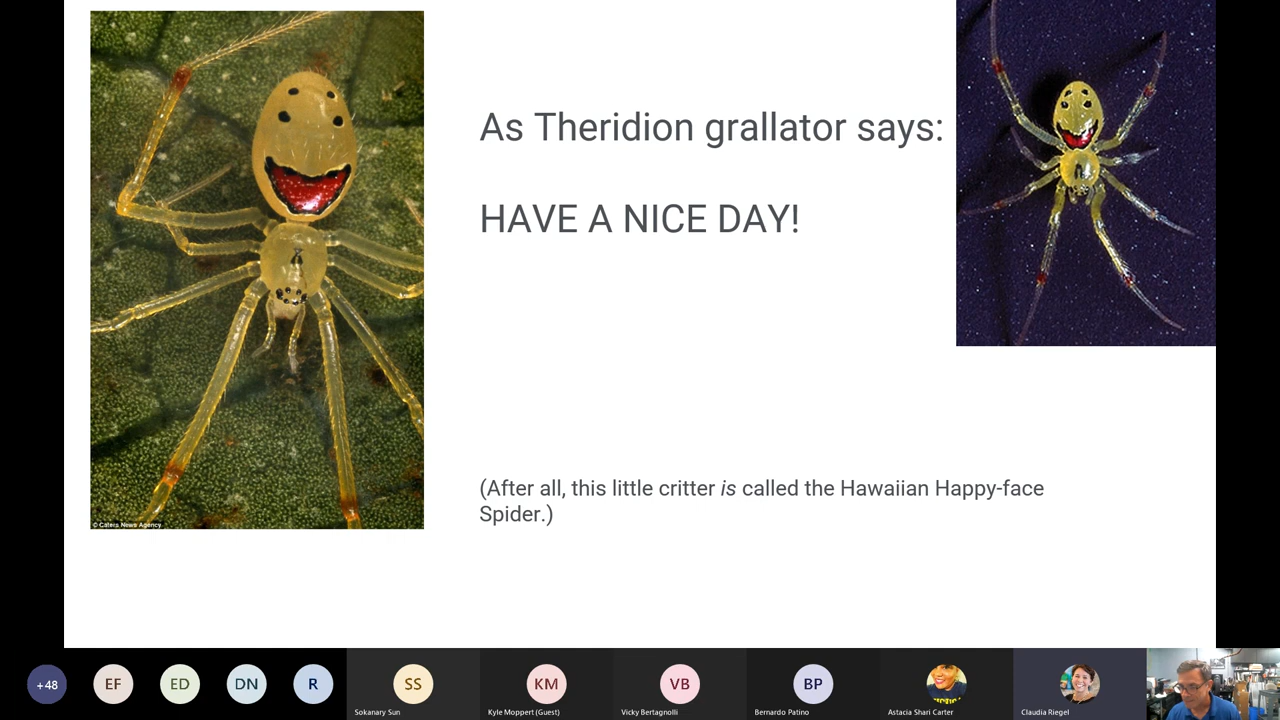 As Theridion grallator says:
HAVE A NICE DAY!
(After all, this little critter is called the Hawaiian Happy-face
Spider.)
© Caters News Agency
+48
EF
ED
DN
R
SS
KM
VB
BP
Sokanary Sun
Kyle Moppert (Guest)
Vicky Bertagnolli
Bernardo Patino
Astacia Shari Carter
Claudia Riegel